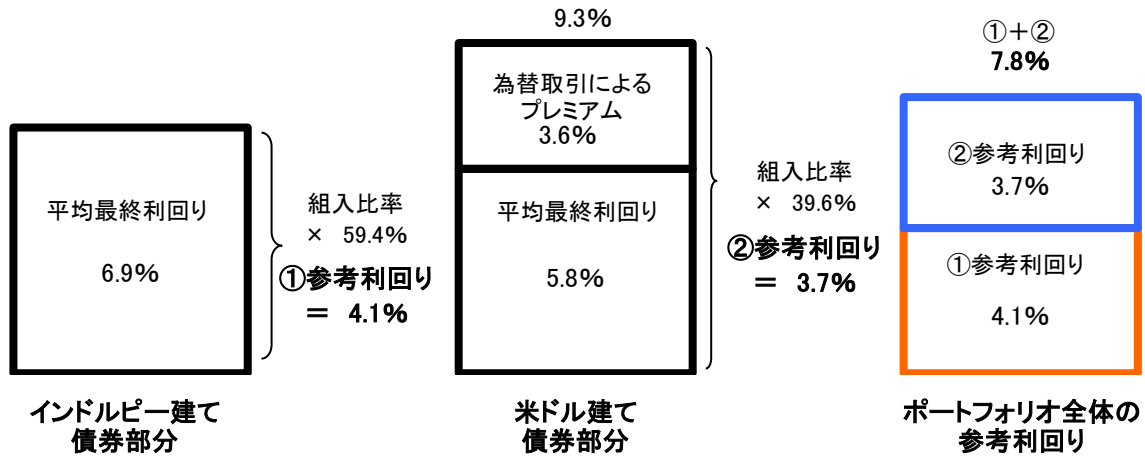 平均最終利回り
6.9%
組入比率
× 59.4%
①参考利回り
= 4.1%
インドルピー建て
債券部分
9.3%
為替取引による
プレミアム
3.6%
平均最終利回り
5.8%
組入比率
× 39.6%
②参考利回り
= 3.7%
米ドル建て
債券部分
①+②
7.8%
②参考利回り
3.7%
①参考利回り
4.1%
ポートフォリオ全体の
参考利回り